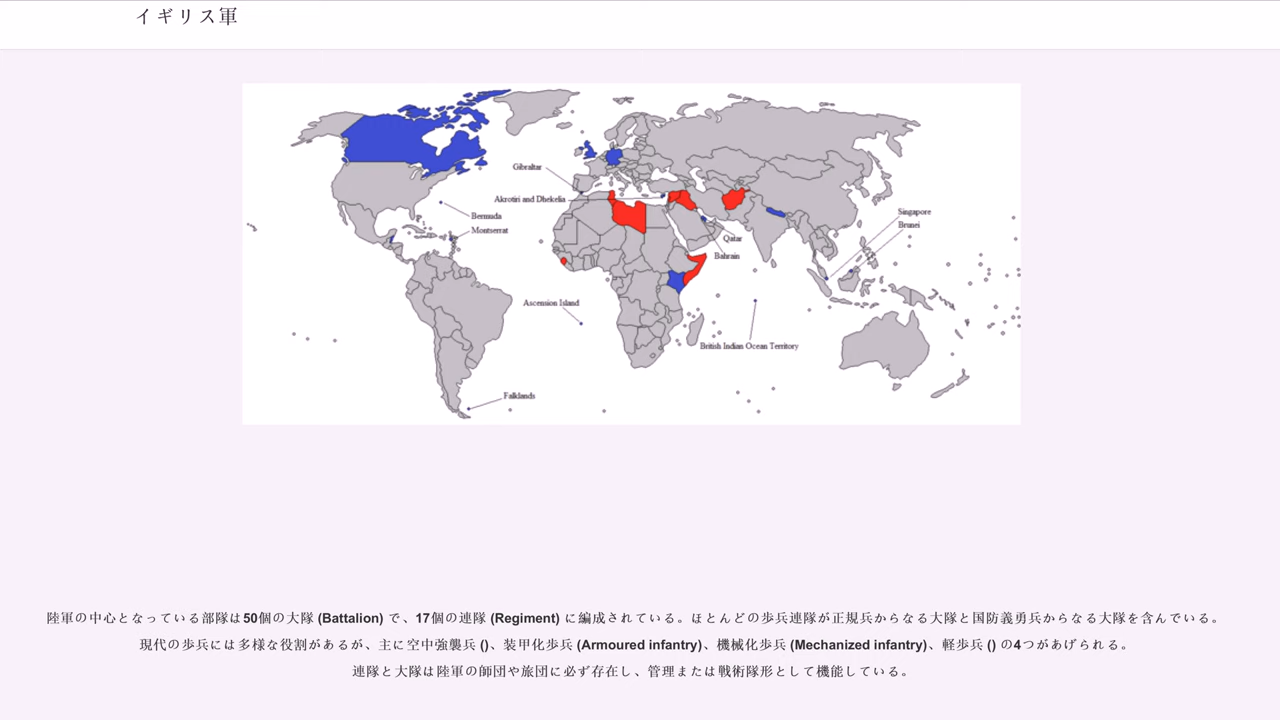 イギリス軍
Gibraltar
Akrotiri and Dhekelia
Bermuda
Montserrat
Singapore
Brunei
Qatar
Bahrain
Ascension Island
British Indian Ocean Territory
Falklands
陸軍の中心となっている部隊は50個の大隊 (Battalion) で、17個の連隊 (Regiment) に編成されている。ほとんどの歩兵連隊が正規兵からなる大隊と国防義勇兵からなる大隊を含んでいる。
現代の歩兵には多様な役割があるが、主に空中強襲兵 ()、装甲化歩兵 (Armoured infantry)、機械化歩兵 (Mechanized infantry)、軽歩兵 () の4つがあげられる。
連隊と大隊は陸軍の師団や旅団に必ず存在し、管理または戦術隊形として機能している。